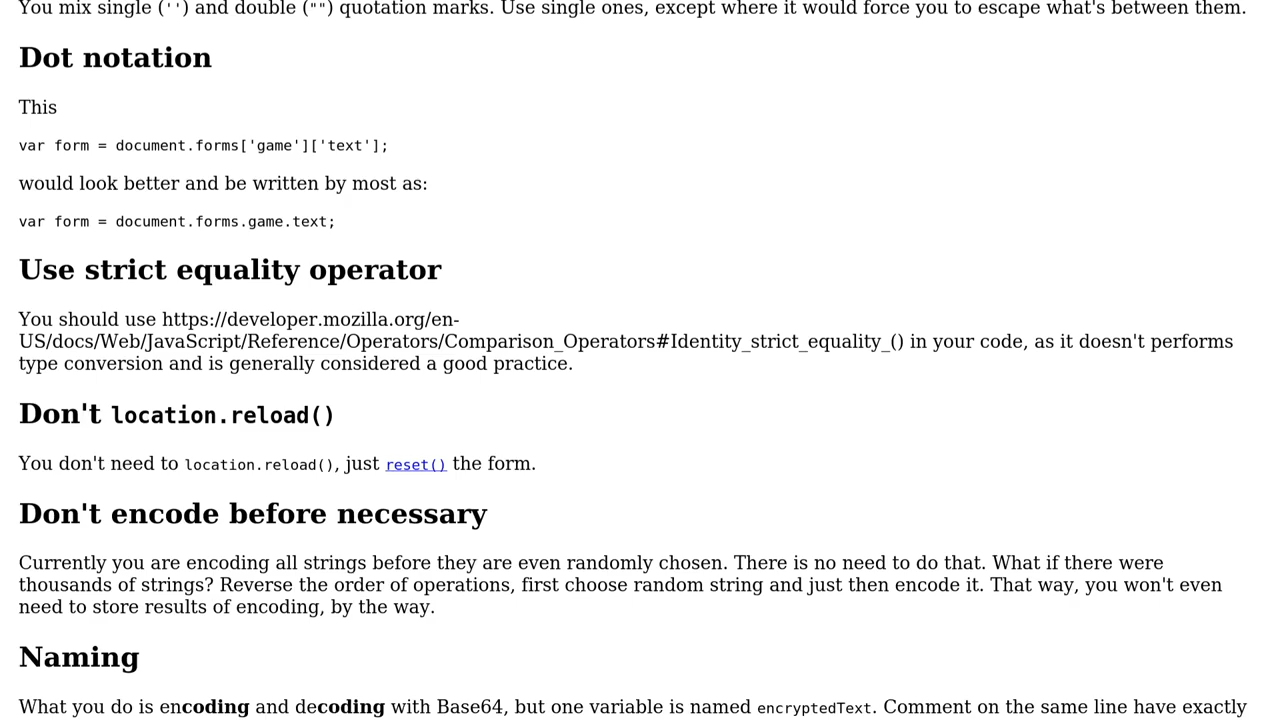 You mix single ('') and double ("") quotation marks. Use single ones, except where it would force you to escape what's between them.
Dot notation
This
var form = document.forms['game']['text'];
would look better and be written by most as:
var form = document.forms.game.text;
Use strict equality operator
You should use https://developer.mozilla.org/en-
US/docs/Web/JavaScript/Reference/Operators/Comparison_Operators#Identity_strict_equality_() in your code, as it doesn't performs
type conversion and is generally considered a good practice.
Don't location.reload()
You don't need to location.reload(), just reset() the form.
Don't encode before necessary
Currently you are encoding all strings before they are even randomly chosen. There is no need to do that. What if there were
thousands of strings? Reverse the order of operations, first choose random string and just then encode it. That way, you won't even
need to store results of encoding, by the way.
Naming
What you do is encoding and decoding with Base64, but one variable is named encryptedText. Comment on the same line have exactly